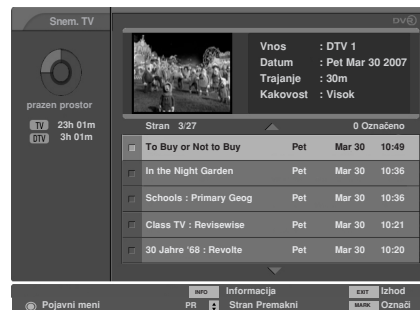 Snem. TV
DV
prazen prostor
TV 23h 01m
DTV 3h 01m
Vnos : DTV 1
Datum : Pet Mar 30 2007
Trajanje : 30m
Kakovost : Visok
Stran 3/27 0 Označeno
To Buy or Not to Buy Pet Mar 30 10:49
In the Night Garden Pet Mar 30 10:36
Schools : Primary Geog Pet Mar 30 10:36
Class TV : Revisewise Pet Mar 30 10:21
30 Jahre '68 : Revolte Pet Mar 30 10:20
INFO Informacija EXIT Izhod
Pojavni meni PR Stran Premakni MARK Označi